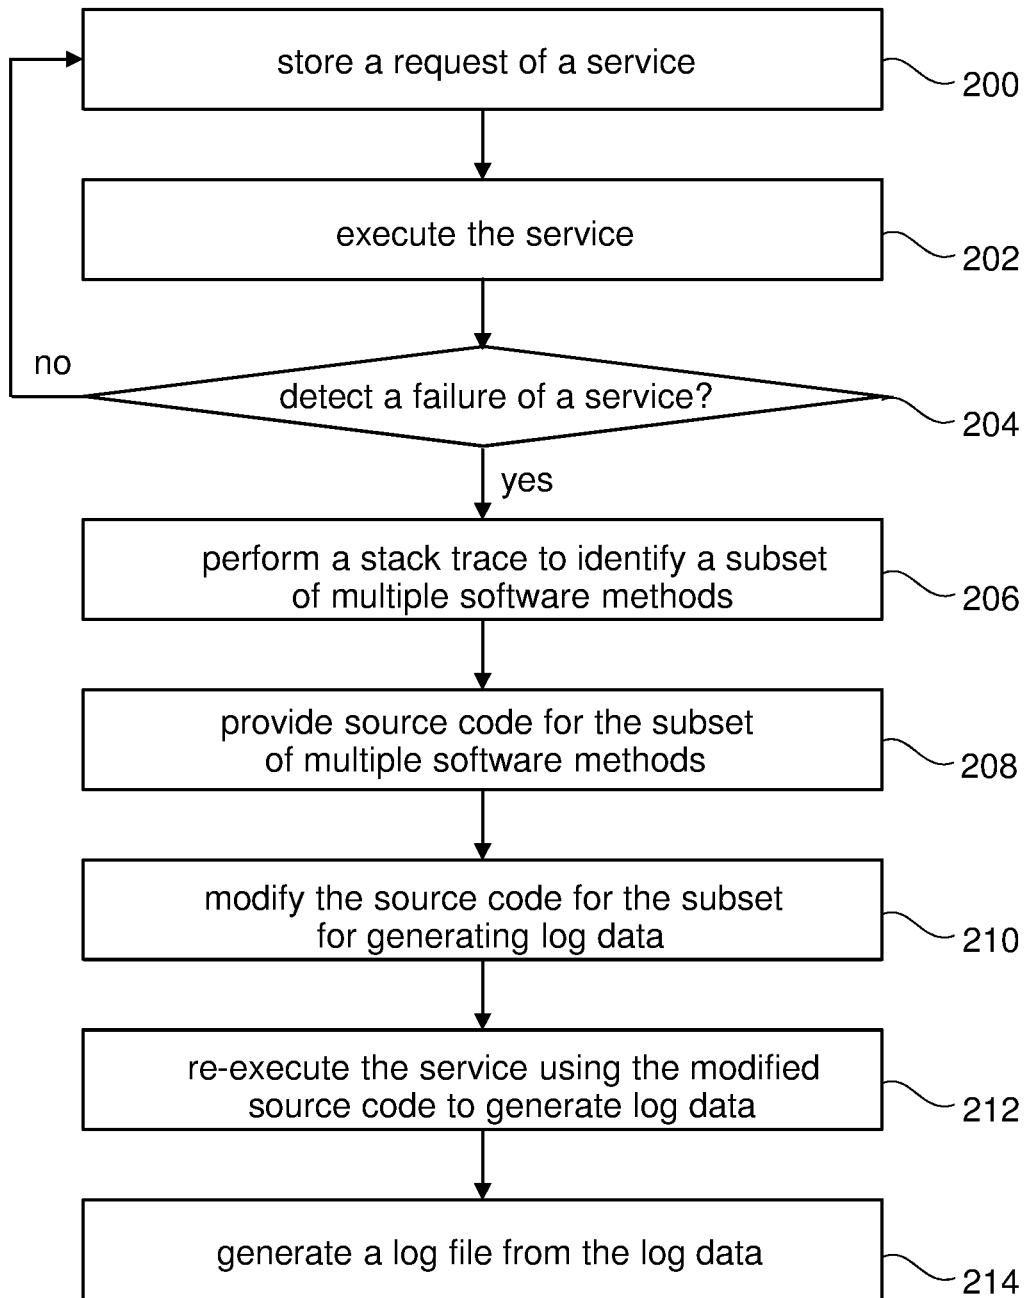 store a request of a service
200
execute the service
202
no
detect a failure of a service?
204
yes
perform a stack trace to identify a subset
of multiple software methods
206
provide source code for the subset
of multiple software methods
208
modify the source code for the subset
for generating log data
210
re-execute the service using the modified
source code to generate log data
212
generate a log file from the log data
214